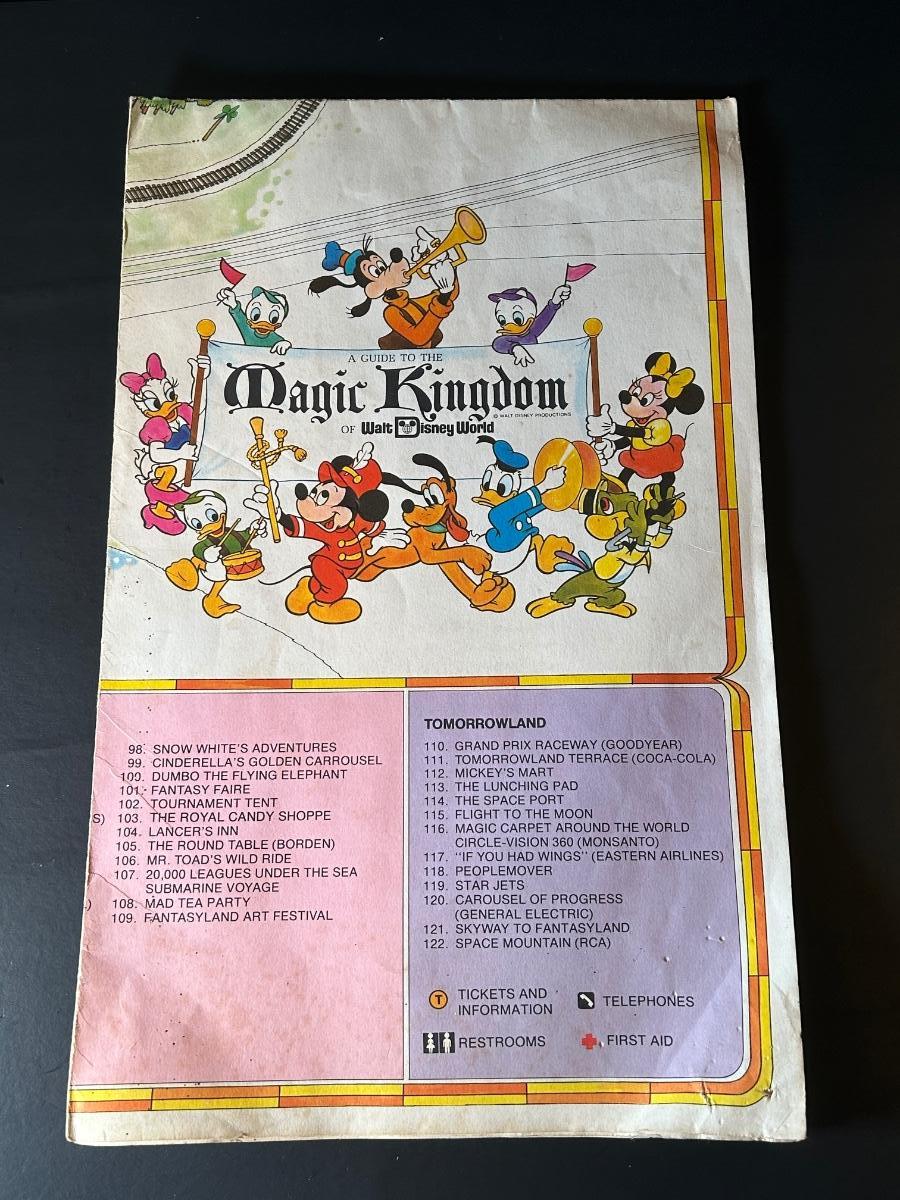 A GUIDE TO THE
Magic Kingdom
© WALT DISNEY PRODUCTIONS
OF Walt Disney World
98. SNOW WHITE'S ADVENTURES
99. CINDERELLA'S GOLDEN CARROUSEL
100. DUMBO THE FLYING ELEPHANT
101. FANTASY FAIRE
102. TOURNAMENT TENT
S) 103. THE ROYAL CANDY SHOPPE
104. LANCER'S INN
105. THE ROUND TABLE (BORDEN)
106. MR. TOAD'S WILD RIDE
107. 20,000 LEAGUES UNDER THE SEA
SUBMARINE VOYAGE
) 108. MAD TEA PARTY
109. FANTASYLAND ART FESTIVAL
TOMORROWLAND
110. GRAND PRIX RACEWAY (GOODYEAR)
111. TOMORROWLAND TERRACE (COCA-COLA)
112. MICKEY'S MART
113. THE LUNCHING PAD
114. THE SPACE PORT
115. FLIGHT TO THE MOON
116. MAGIC CARPET AROUND THE WORLD
CIRCLE-VISION 360 (MONSANTO)
117. "IF YOU HAD WINGS" (EASTERN AIRLINES)
118. PEOPLEMOVER
119. STAR JETS
120. CAROUSEL OF PROGRESS
(GENERAL ELECTRIC)
121. SKYWAY TO FANTASYLAND
122. SPACE MOUNTAIN (RCA)
T TICKETS AND
INFORMATION
TELEPHONES
RESTROOMS
FIRST AID